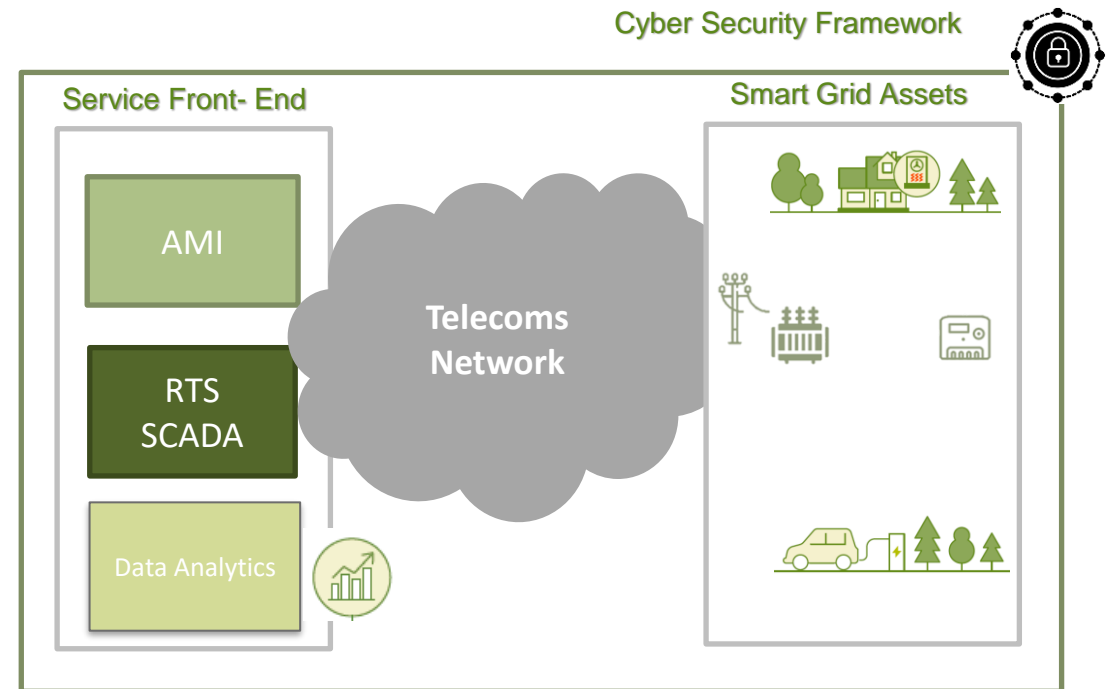 Cyber Security Framework
Service Front- End
Smart Grid Assets
AMI
Telecoms
Network
RTS
SCADA
Data Analytics